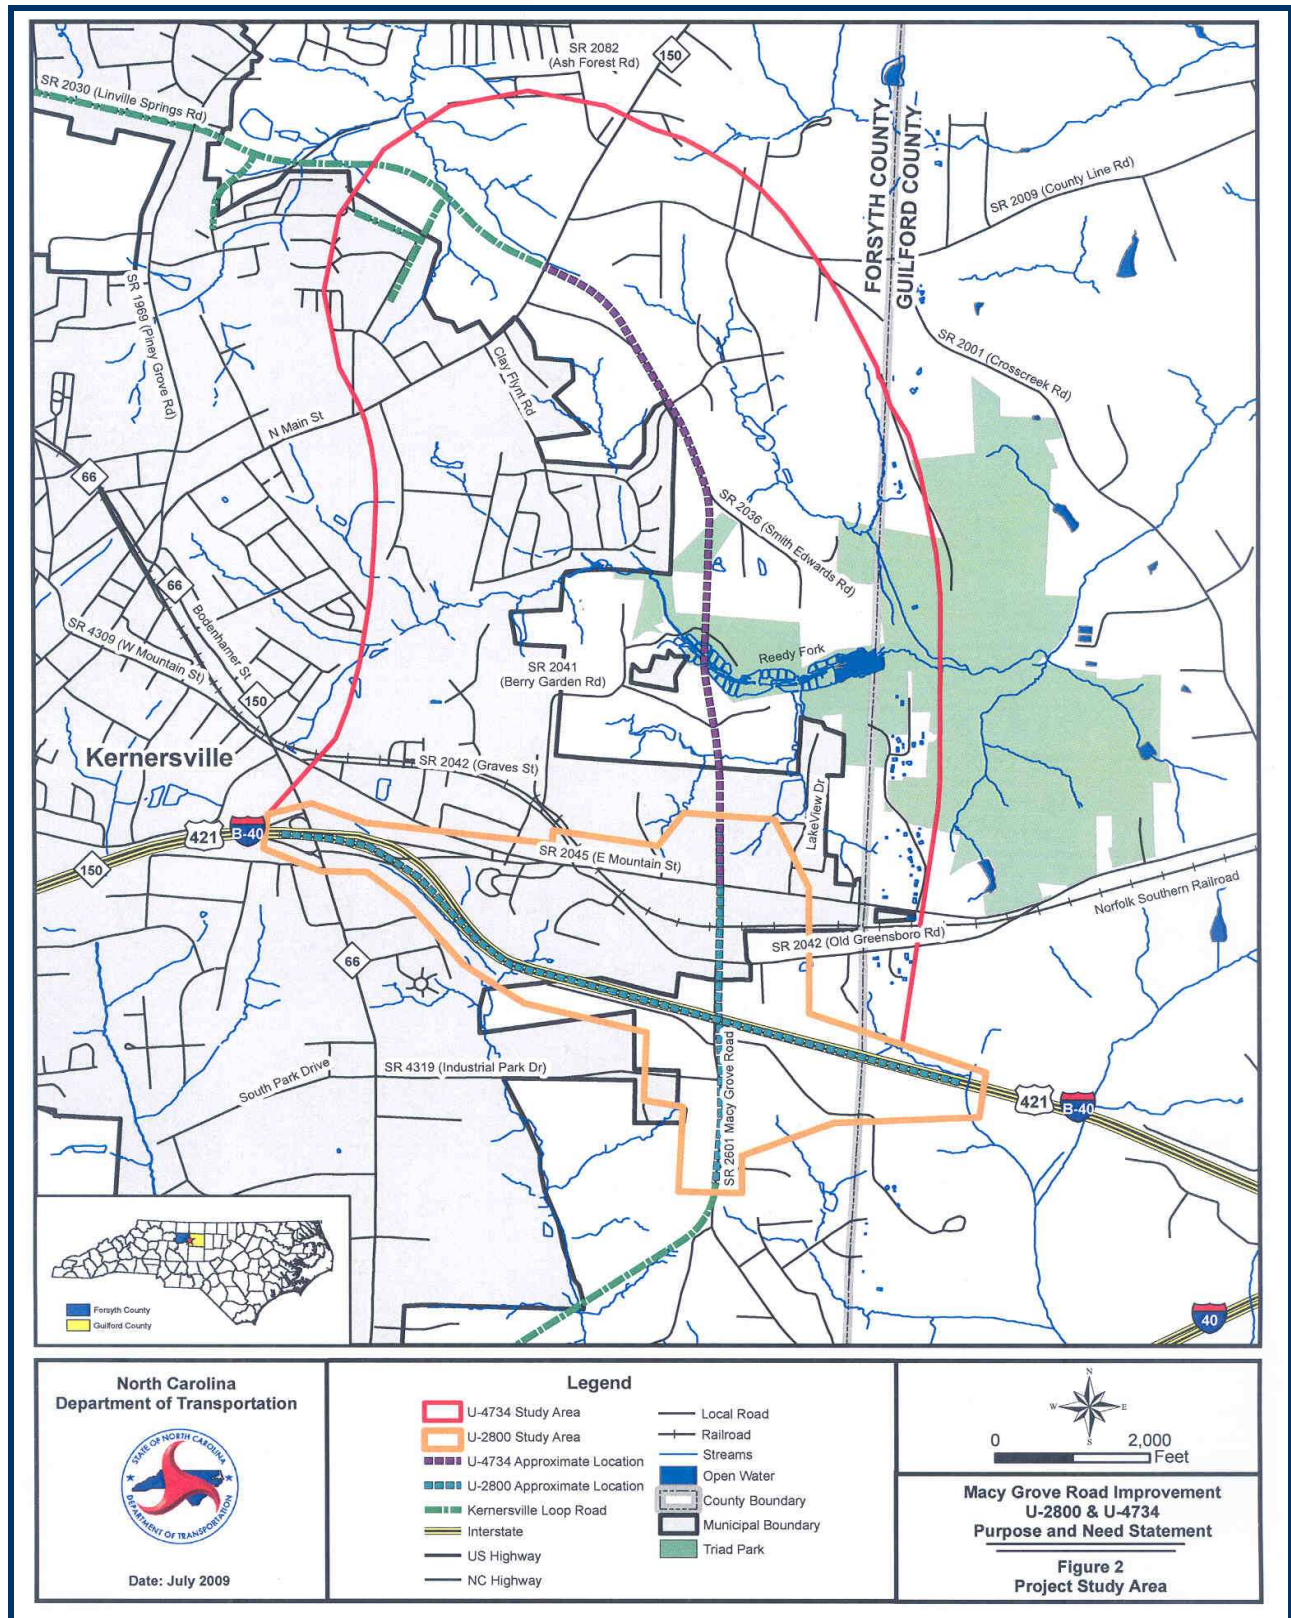 SR 2082
(Ash Forest Rd)
150
SR 2030 (Linville Springs Rd)
FORSYTH COUNTY
GUILFORD COUNTY
SR 2009 (County Line Rd)
SR 1969 (Piney Grove Rd)
SR 2001 (Crosscreek Rd)
Clay Flynt Rd
N Main St
66
SR 2036 (Smith Edwards Rd)
66
Bodenhamer St
SR 4309 (W Mountain St)
Reedy Fork
SR 2041
(Berry Garden Rd)
150
Kernersville
SR 2042 (Graves St)
LakeView Dr
421
B-40
SR 2045 (E Mountain St)
150
Norfolk Southern Railroad
SR 2042 (Old Greensboro Rd)
66
SR 2601 Macy Grove Road
SR 4319 (Industrial Park Dr)
South Park Drive
421
B-40
Forsyth County
Guilford County
40
North Carolina
Department of Transportation
STATE OF NORTH CAROLINA
DEPARTMENT OF TRANSPORTATION
Date: July 2009
Legend
U-4734 Study Area
U-2800 Study Area
U-4734 Approximate Location
U-2800 Approximate Location
Kernersville Loop Road
Interstate
US Highway
NC Highway
Local Road
Railroad
Streams
Open Water
County Boundary
Municipal Boundary
Triad Park
N
W E
S
0 2,000
Feet
Macy Grove Road Improvement
U-2800 & U-4734
Purpose and Need Statement
Figure 2
Project Study Area